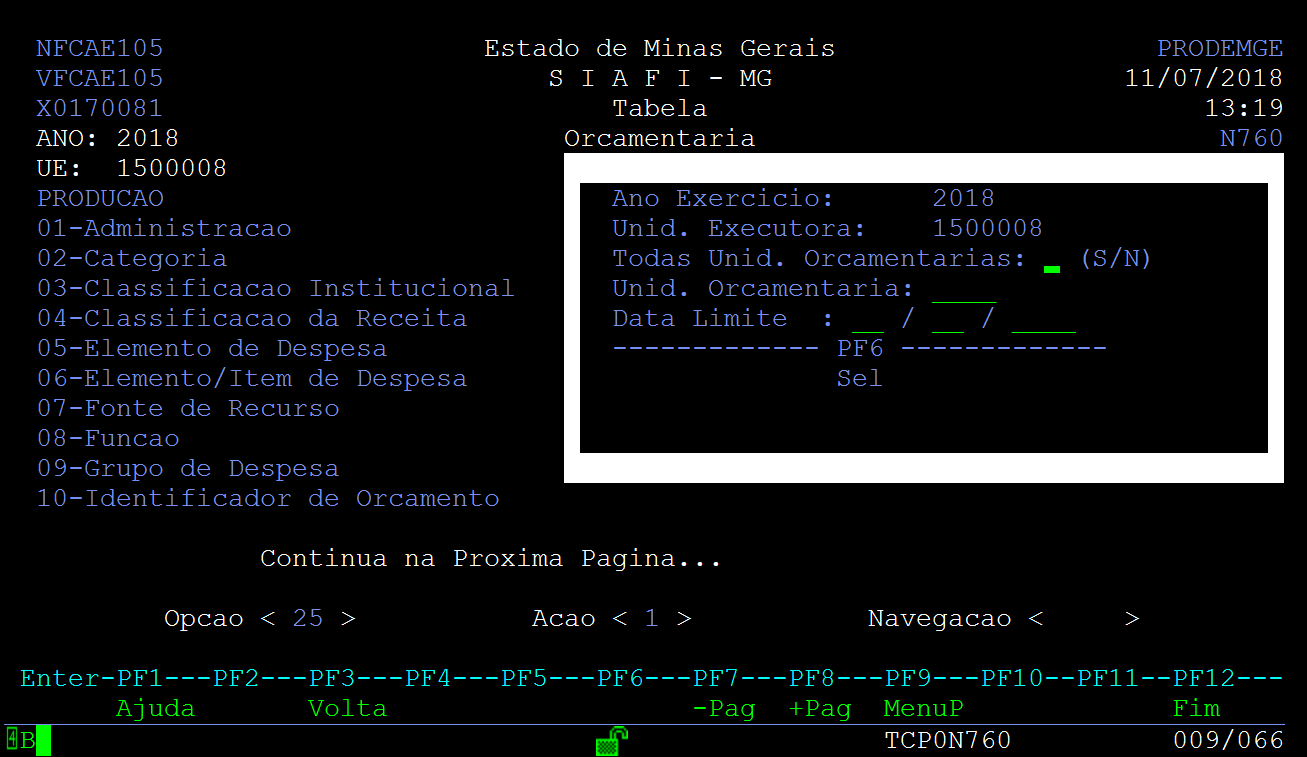 NFCAE105 Estado de Minas Gerais PRODEMGE
VFCAE105 S I A F I - MG 11/07/2018
X0170081 Tabela 13:19
ANO: 2018 Orcamentaria N760
UE: 1500008
PRODUCAO Ano Exercicio: 2018
01-Administracao Unid. Executora: 1500008
02-Categoria Todas Unid. Orcamentarias: _ (S/N)
03-Classificacao Institucional Unid. Orcamentaria: ____
04-Classificacao da Receita Data Limite : __ / __ / ____
05-Elemento de Despesa ------------- PF6 -------------
06-Elemento/Item de Despesa Sel
07-Fonte de Recurso
08-Funcao
09-Grupo de Despesa
10-Identificador de Orcamento
Continua na Proxima Pagina...
Opcao < 25 > Acao < 1 > Navegacao < >
Enter-PF1---PF2---PF3---PF4---PF5---PF6---PF7---PF8---PF9---PF10--PF11--PF12---
Ajuda Volta -Pag +Pag MenuP Fim
4B TCP0N760 009/066